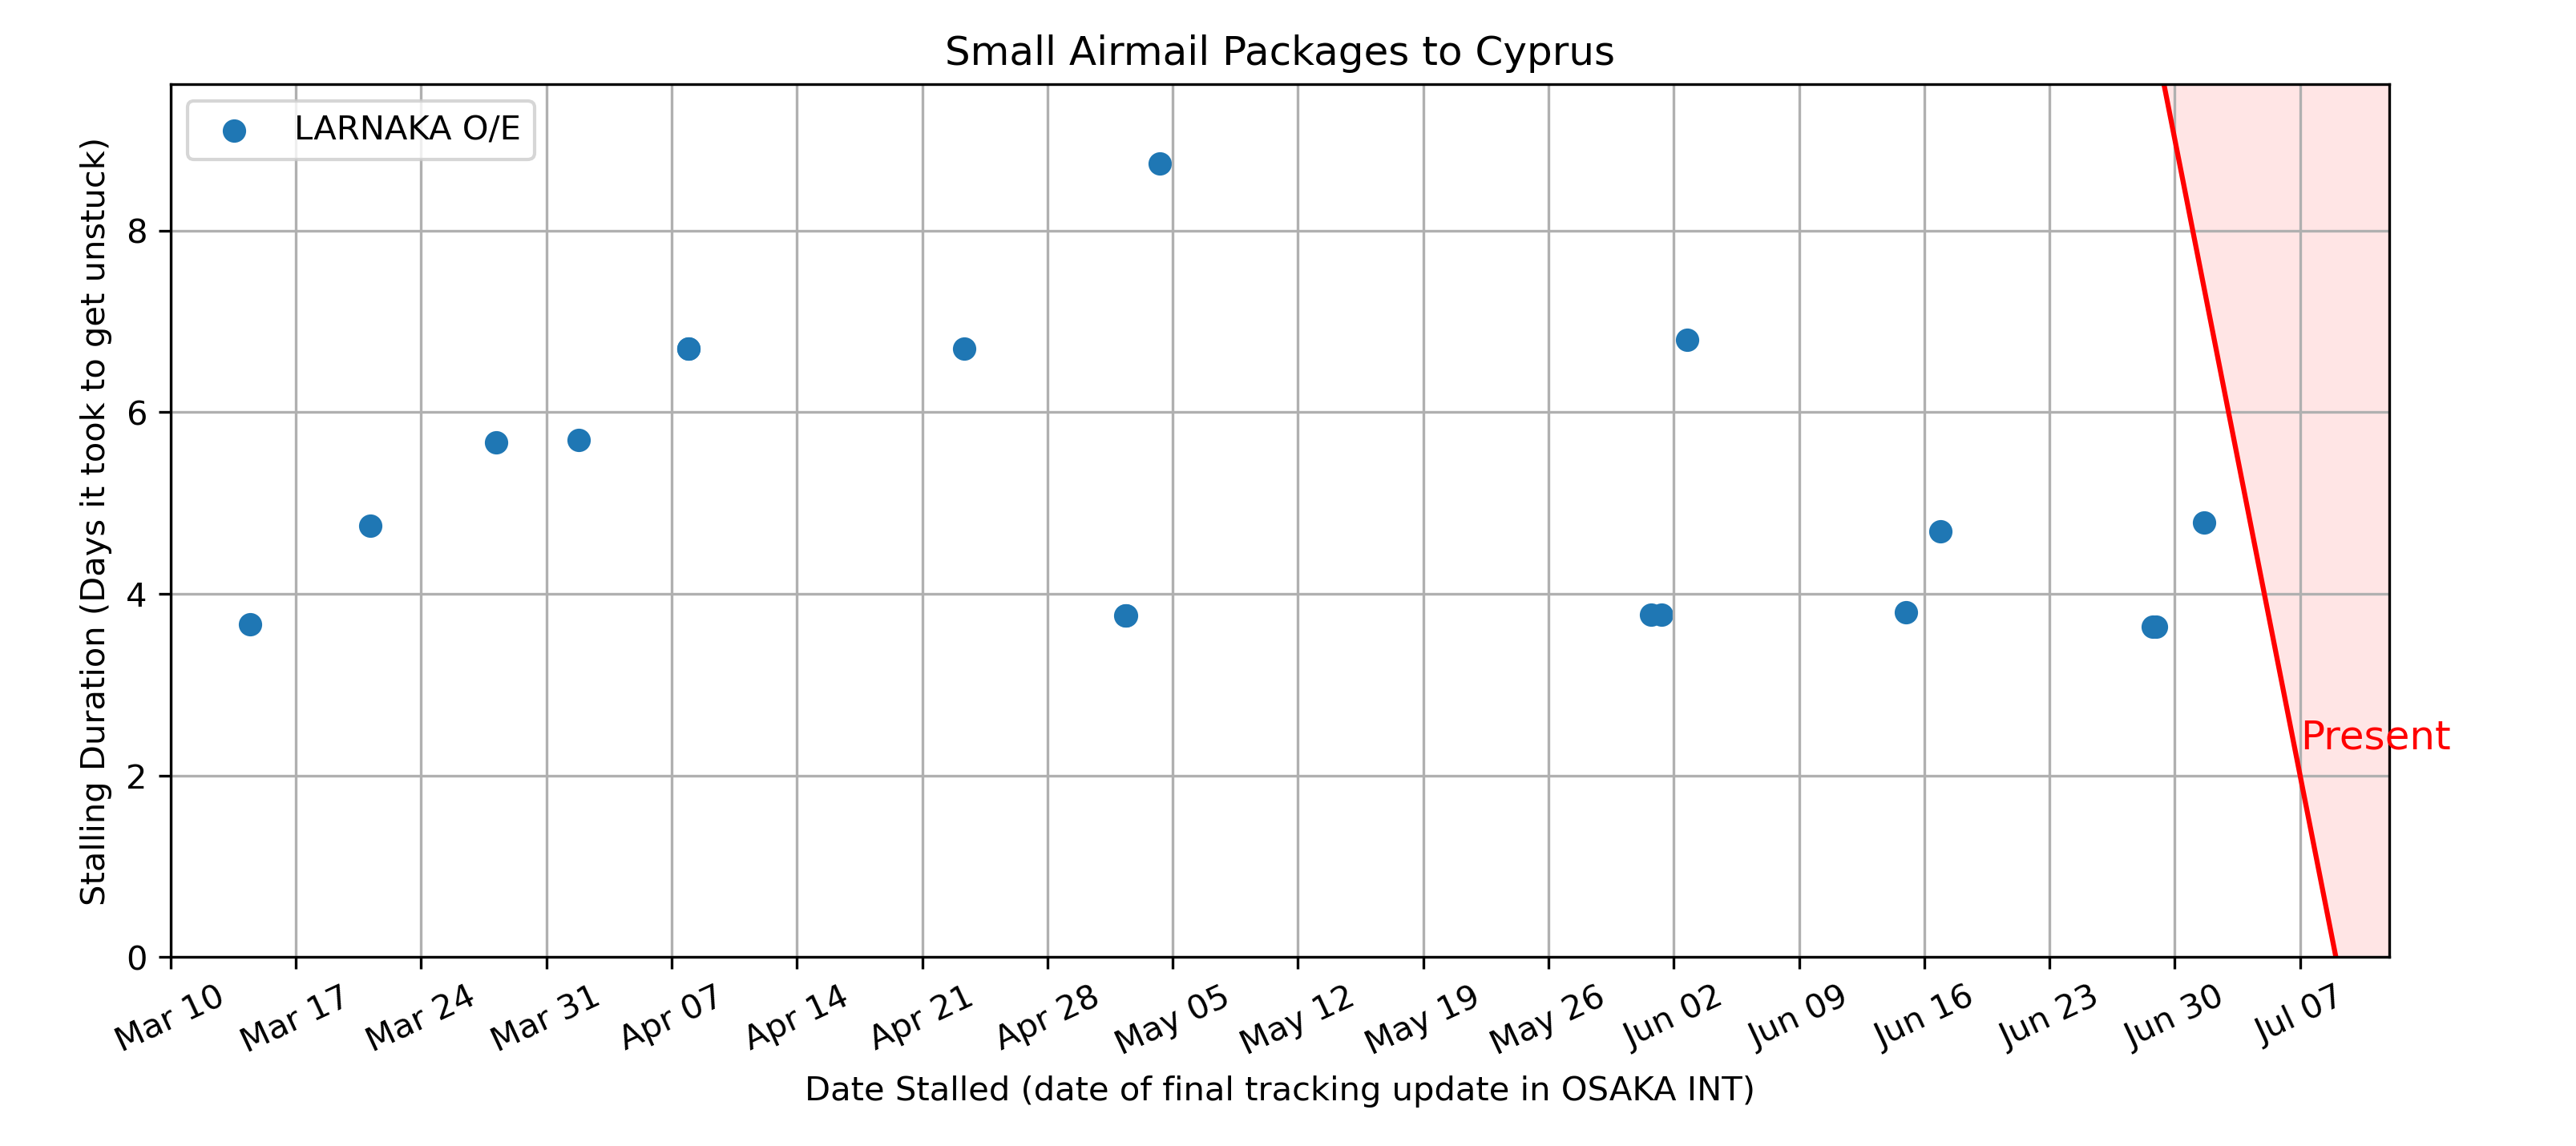 Small Airmail Packages to Cyprus
LARNAKA O/E
Stalling Duration (Days it took to get unstuck)
8
6
4
2
0
Present
Mar 10
Mar 17
Mar 24
Mar 31
Apr 07
Apr 14
Apr 21
Apr 28
May 05
May 12
May 19
May 26
Jun 02
Jun 09
Jun 16
Jun 23
Jun 30
Jul 07
Date Stalled (date of final tracking update in OSAKA INT)